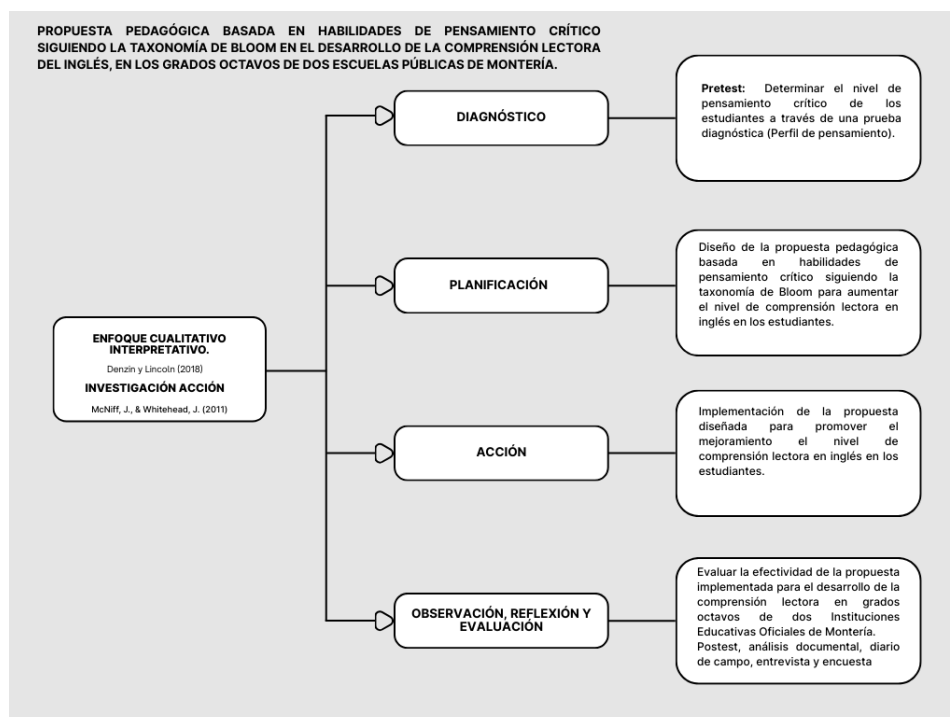 PROPUESTA PEDAGÓGICA BASADA EN HABILIDADES DE PENSAMIENTO CRÍTICO
SIGUIENDO LA TAXONOMÍA DE BLOOM EN EL DESARROLLO DE LA COMPRENSIÓN LECTORA
DEL INGLÉS, EN LOS GRADOS OCTAVOS DE DOS ESCUELAS PÚBLICAS DE MONTERÍA.
ENFOQUE CUALITATIVO
INTERPRETATIVO.
Denzin y Lincoln (2018)
INVESTIGACIÓN ACCIÓN
McNiff, J., & Whitehead, J. (2011)
DIAGNÓSTICO
Pretest: Determinar el nivel de
pensamiento crítico de los
estudiantes a través de una prueba
diagnóstica (Perfil de pensamiento).
PLANIFICACIÓN
Diseño de la propuesta pedagógica
basada en habilidades de
pensamiento crítico siguiendo la
taxonomía de Bloom para aumentar
el nivel de comprensión lectora en
inglés en los estudiantes.
ACCIÓN
Implementación de la propuesta
diseñada para promover el
mejoramiento el nivel de
comprensión lectora en inglés en los
estudiantes.
OBSERVACIÓN, REFLEXIÓN Y
EVALUACIÓN
Evaluar la efectividad de la propuesta
implementada para el desarrollo de la
comprensión lectora en grados
octavos de dos Instituciones
Educativas Oficiales de Montería.
Postest, análisis documental, diario
de campo, entrevista y encuesta